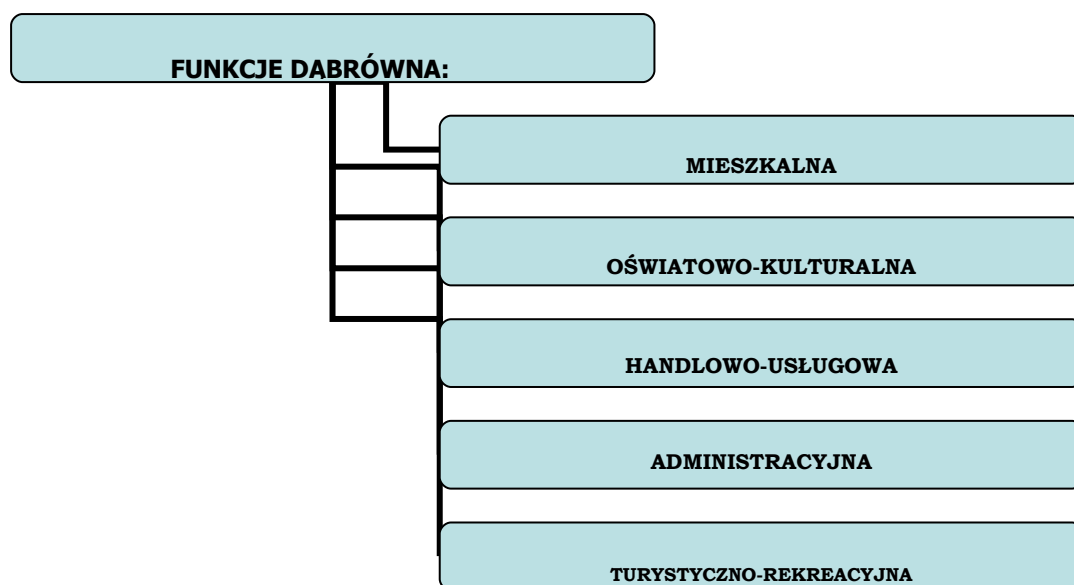 FUNKCJE DĄBRÓWNA:
MIESZKALNA
OŚWIATOWO-KULTURALNA
HANDLOWO-USŁUGOWA
ADMINISTRACYJNA
TURYSTYCZNO-REKREACYJNA